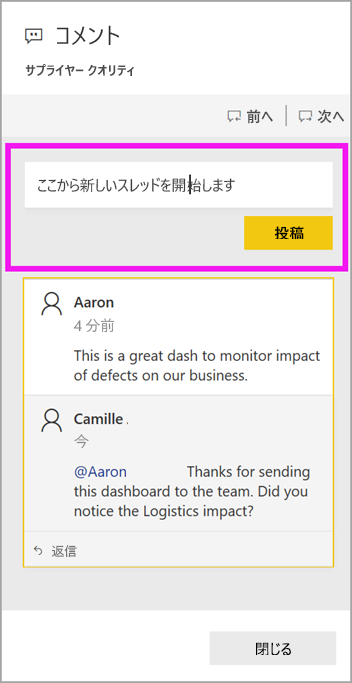 コメント
サプライヤー クオリティ
前へ 次へ
ここから新しいスレッドを開始します
投稿
Aaron
4 分前
This is a great dash to monitor impact
of defects on our business.
Camille .
今
@Aaron Thanks for sending
this dashboard to the team. Did you
notice the Logistics impact?
返信
閉じる